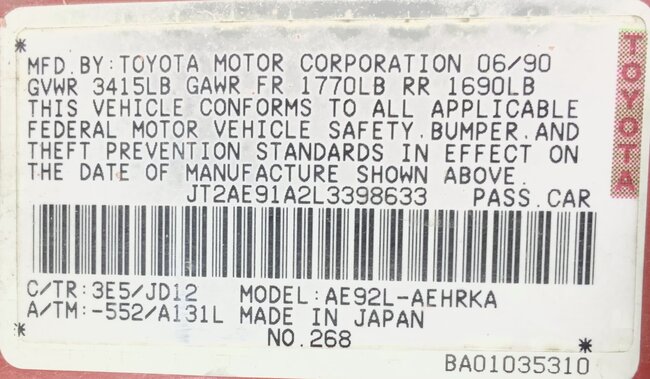 MFD.BY:TOYOTA MOTOR CORPORATION 06/90
GVWR 3415LB GAWR FR 1770LB RR 1690LB
THIS VEHICLE CONFORMS TO ALL APPLICABLE
FEDERAL MOTOR VEHICLE SAFETY.BUMPER.AND
THEFT PREVENTION STANDARDS IN EFFECT ON
THE DATE OF MANUFACTURE SHOWN ABOVE.
JT2AE91A2L3398633 PASS.CAR
C/TR:3E5/JD12 MODEL:AE92L-AEHRKA
A/TM:-552/A131L MADE IN JAPAN
NO.268
BA01035310
TOYOTA